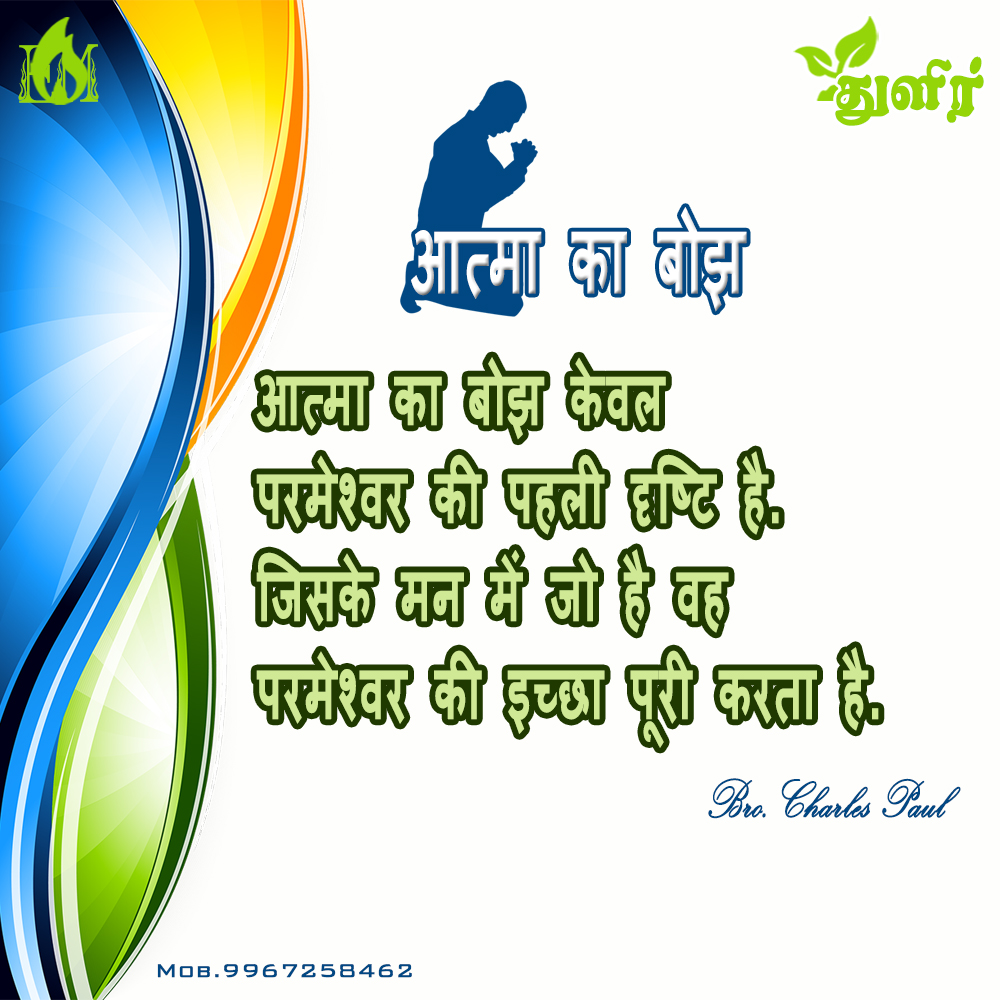 துளிர்
आत्मा का बोझ
आत्मा का बोझ केवल
परमेश्वर की पहली दृष्टि है.
जिसके मन में जो है वह
परमेश्वर की इच्छा पूरी करता है.
Bro. Charles Paul
Mob.9967258462